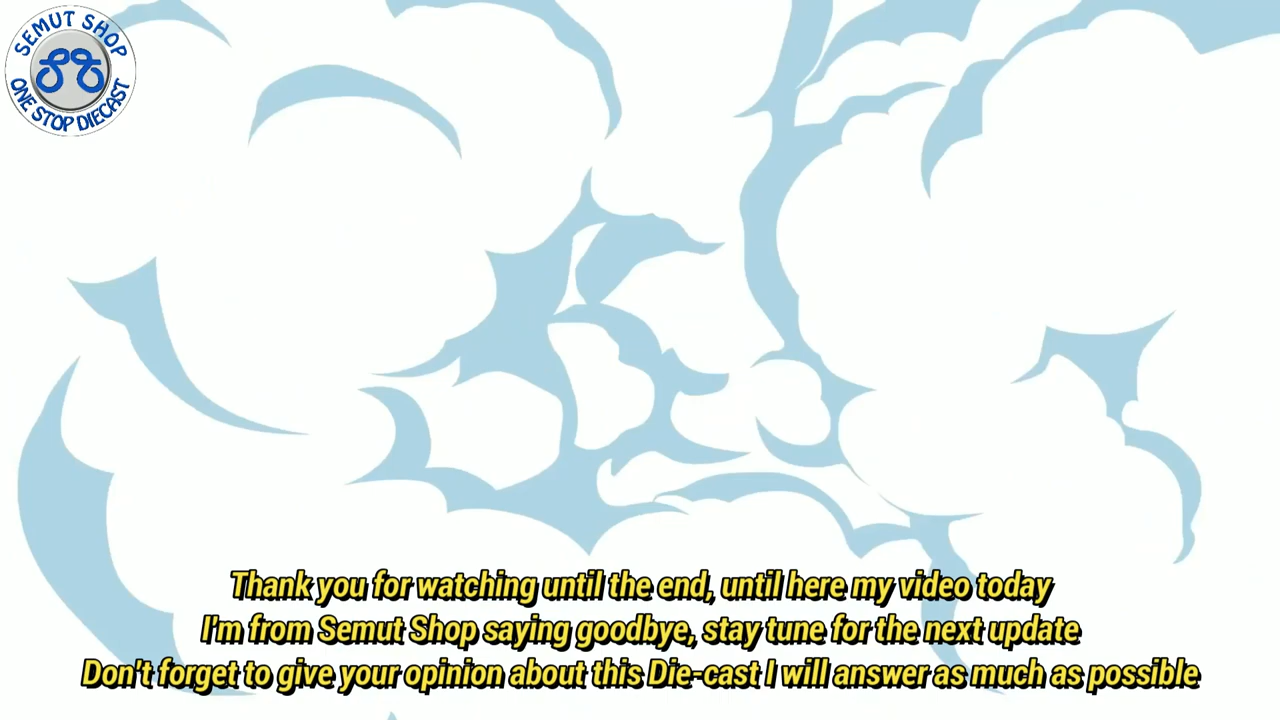 SEMUT SHOP
ONE STOP DIECAST
Thank you for watching until the end, until here my video today
I'm from Semut Shop saying goodbye, stay tune for the next update
Don't forget to give your opinion about this Die-cast I will answer as much as possible